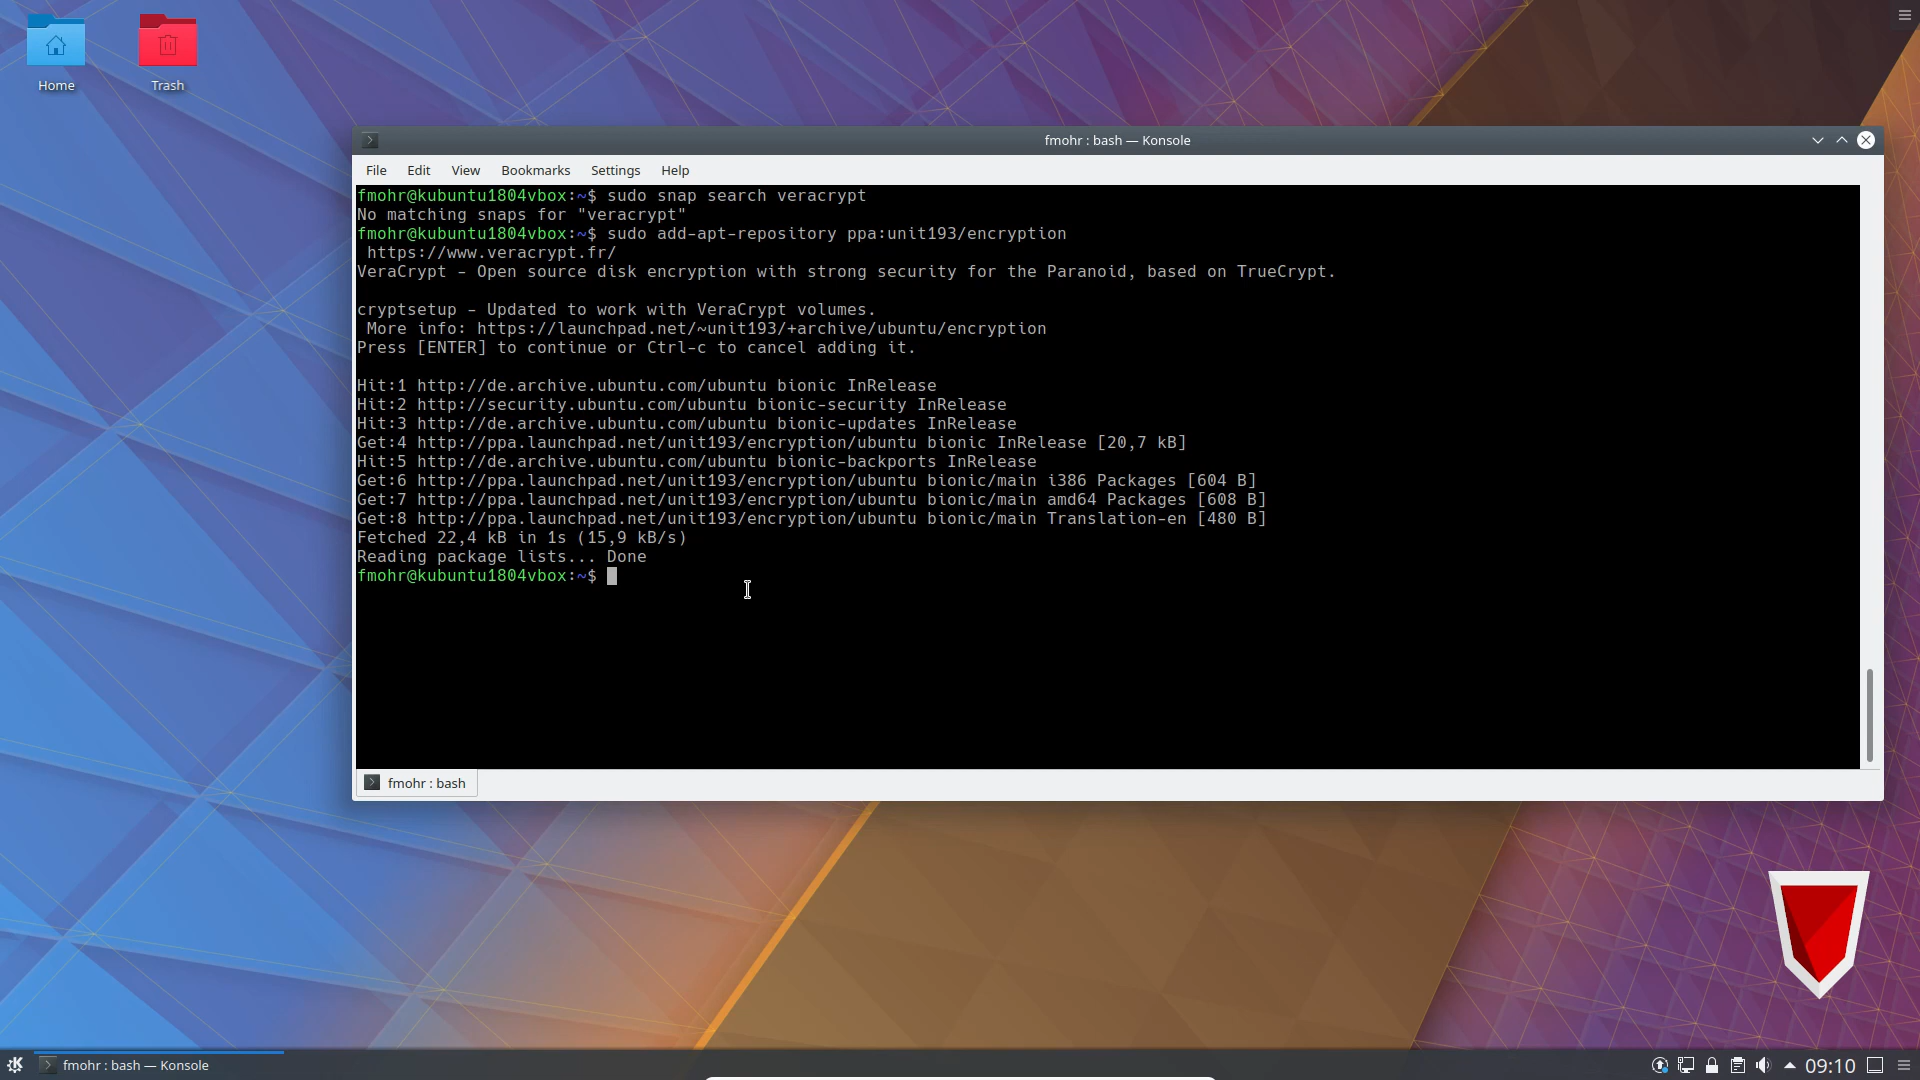 Home
Trash
fmohr : bash — Konsole
File Edit View Bookmarks Settings Help
fmohr@kubuntu1804vbox:~$ sudo snap search veracrypt
No matching snaps for "veracrypt"
fmohr@kubuntu1804vbox:~$ sudo add-apt-repository ppa:unit193/encryption
https://www.veracrypt.fr/
VeraCrypt - Open source disk encryption with strong security for the Paranoid, based on TrueCrypt.
cryptsetup - Updated to work with VeraCrypt volumes.
More info: https://launchpad.net/~unit193/+archive/ubuntu/encryption
Press [ENTER] to continue or Ctrl-c to cancel adding it.
Hit:1 http://de.archive.ubuntu.com/ubuntu bionic InRelease
Hit:2 http://security.ubuntu.com/ubuntu bionic-security InRelease
Hit:3 http://de.archive.ubuntu.com/ubuntu bionic-updates InRelease
Get:4 http://ppa.launchpad.net/unit193/encryption/ubuntu bionic InRelease [20,7 kB]
Hit:5 http://de.archive.ubuntu.com/ubuntu bionic-backports InRelease
Get:6 http://ppa.launchpad.net/unit193/encryption/ubuntu bionic/main i386 Packages [604 B]
Get:7 http://ppa.launchpad.net/unit193/encryption/ubuntu bionic/main amd64 Packages [608 B]
Get:8 http://ppa.launchpad.net/unit193/encryption/ubuntu bionic/main Translation-en [480 B]
Fetched 22,4 kB in 1s (15,9 kB/s)
Reading package lists... Done
fmohr@kubuntu1804vbox:~$
fmohr : bash
fmohr : bash — Konsole
09:10